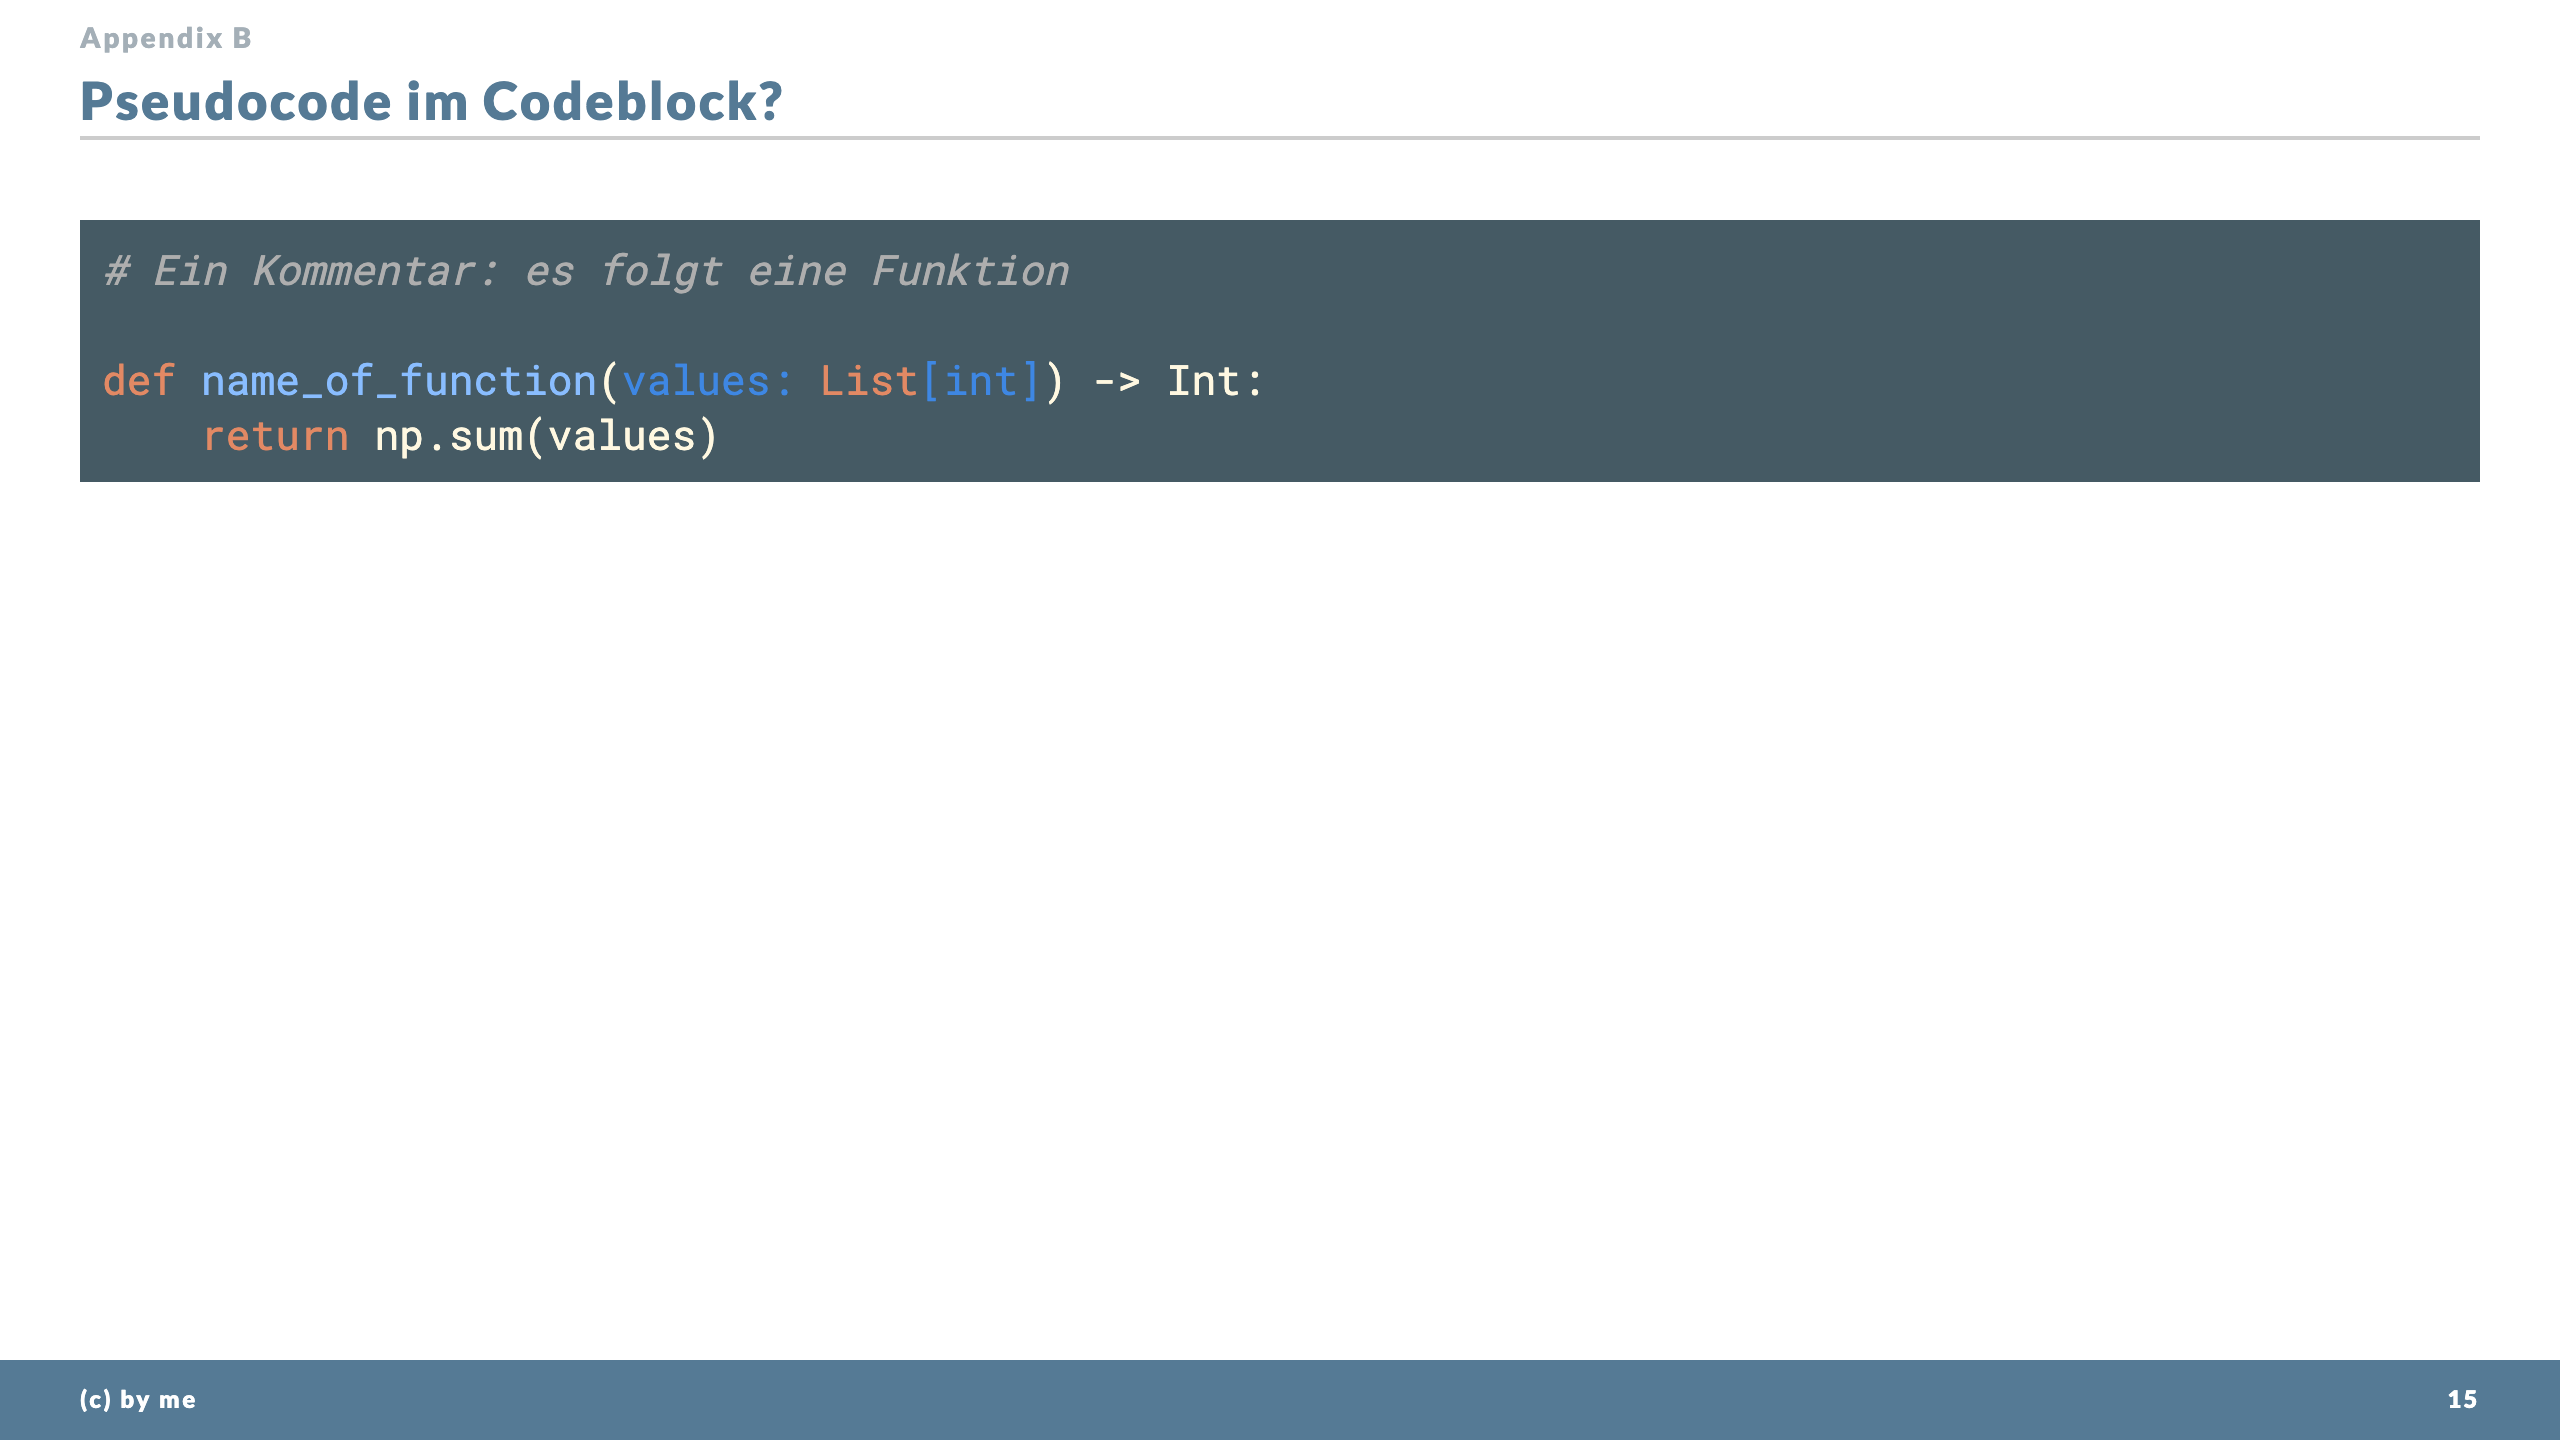 Appendix B
Pseudocode im Codeblock?
# Ein Kommentar: es folgt eine Funktion
def name_of_function(values: List[int]) -> Int:
    return np.sum(values)
(c) by me
15